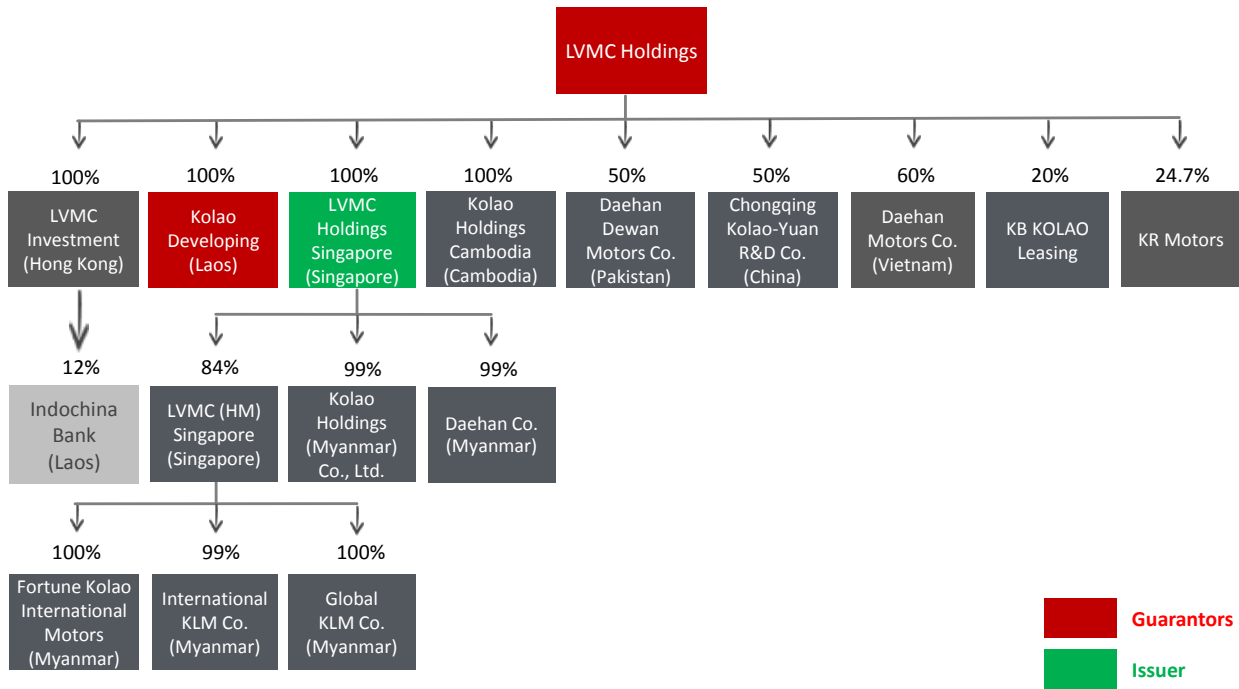 LVMC Holdings
100%
100%
100%
100%
50%
50%
60%
20%
24.7%
LVMC
Investment
(Hong Kong)
Kolao
Developing
(Laos)
LVMC
Holdings
Singapore
(Singapore)
Kolao
Holdings
Cambodia
(Cambodia)
Daehan
Dewan
Motors Co.
(Pakistan)
Chongqing
Kolao-Yuan
R&D Co.
(China)
Daehan
Motors Co.
(Vietnam)
KB KOLAO
Leasing
KR Motors
12%
84%
99%
99%
Indochina
Bank
(Laos)
LVMC (HM)
Singapore
(Singapore)
Kolao
Holdings
(Myanmar)
Co., Ltd.
Daehan Co.
(Myanmar)
100%
99%
100%
Fortune Kolao
International
Motors
(Myanmar)
International
KLM Co.
(Myanmar)
Global
KLM Co.
(Myanmar)
Guarantors
Issuer